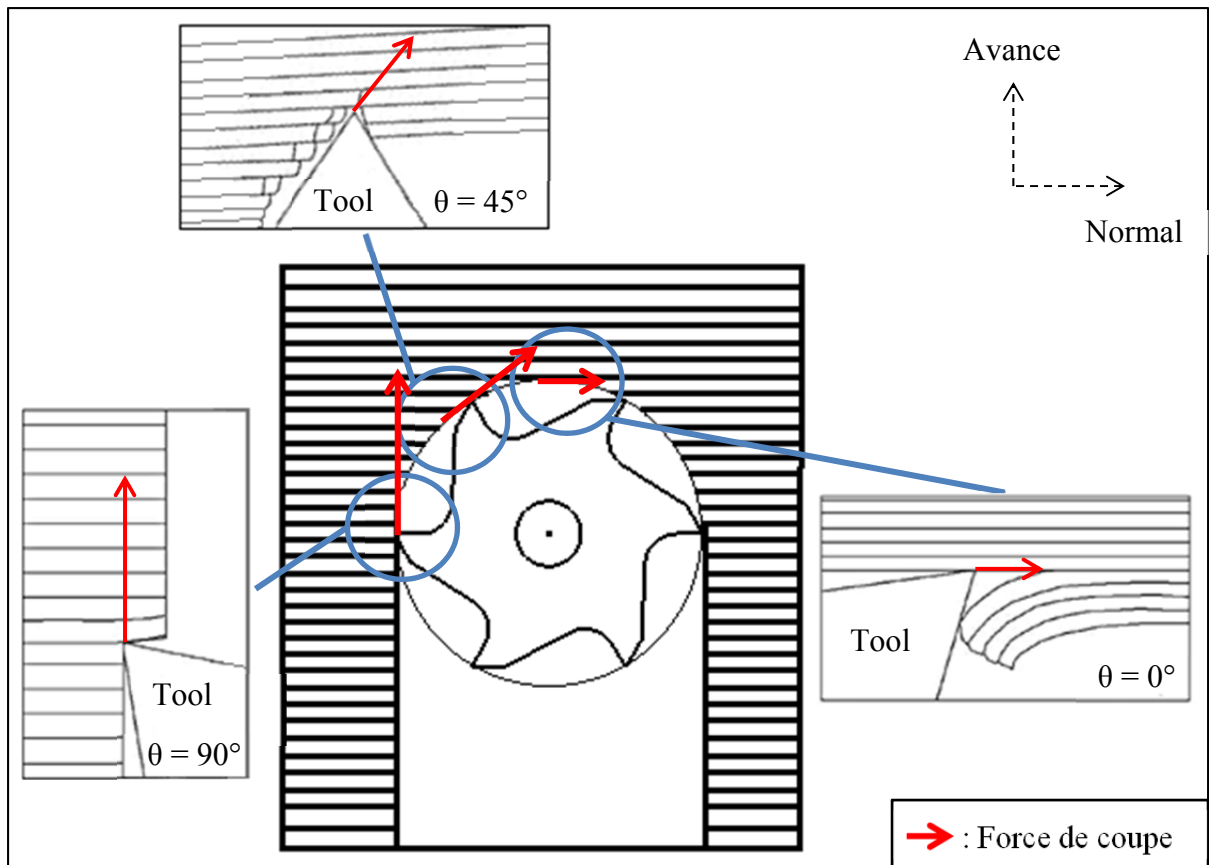 Avance
Normal
Tool
θ = 45°
Tool
θ = 90°
Tool
θ = 0°
: Force de coupe